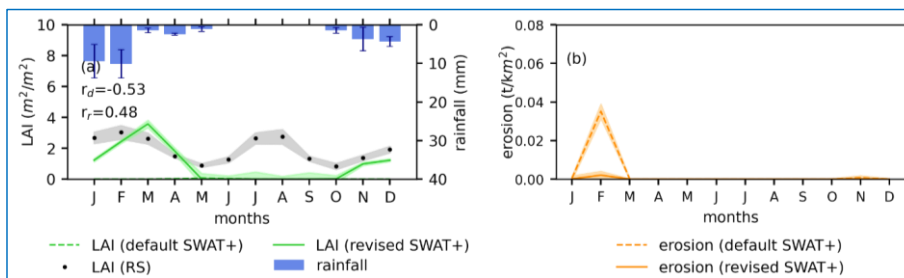 10
8
6
4
2
0
LAI (m²/m²)
(a)
r_d=-0.53
r_r=0.48
0
10
20
30
40
rainfall (mm)
J F M A M J J A S O N D
months
LAI (default SWAT+)
LAI (revised SWAT+)
LAI (RS)
rainfall
0.08
0.06
0.04
0.02
0.00
erosion (t/km²)
(b)
J F M A M J J A S O N D
months
erosion (default SWAT+)
erosion (revised SWAT+)